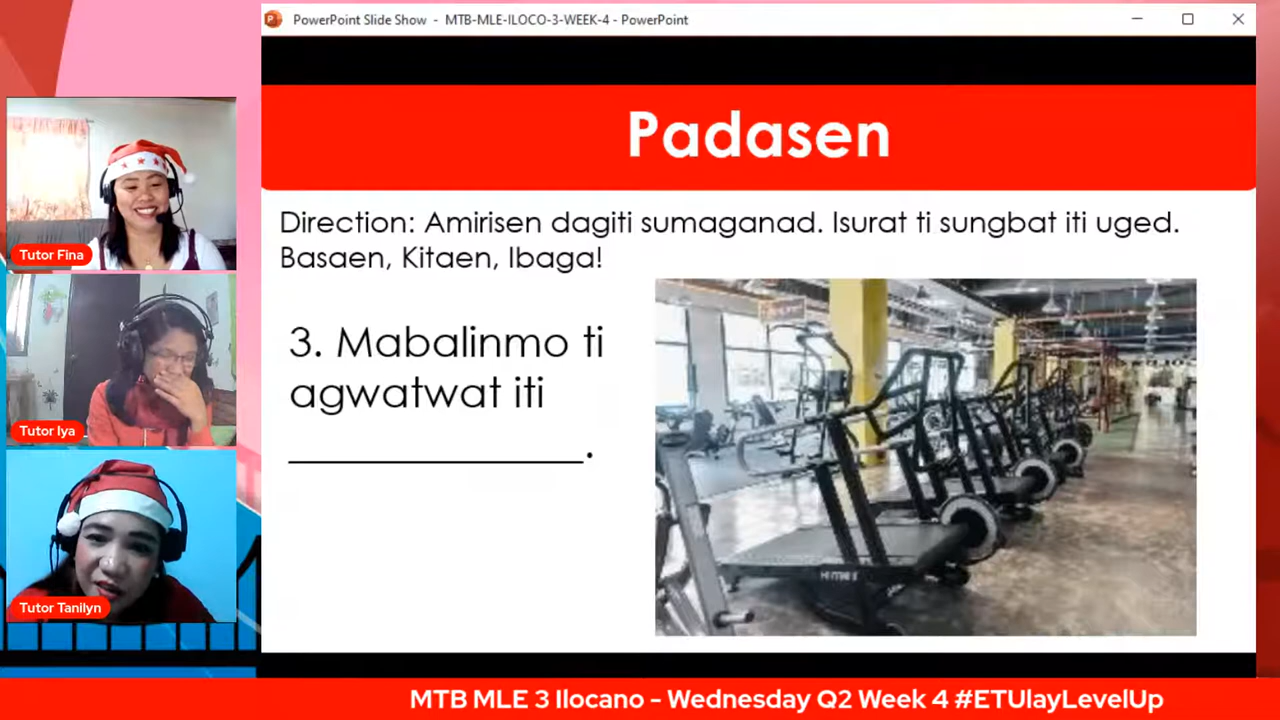 PowerPoint Slide Show - MTB-MLE-ILOCO-3-WEEK-4 - PowerPoint
Padasen
Direction: Amirisen dagiti sumaganad. Isurat ti sungbat iti uged.
Basaen, Kitaen, Ibaga!
3. Mabalinmo ti
agwatwat iti
_______________.
Tutor Fina
Tutor Iya
Tutor Tanilyn
MTB MLE 3 Ilocano - Wednesday Q2 Week 4 #ETUlayLevelUp